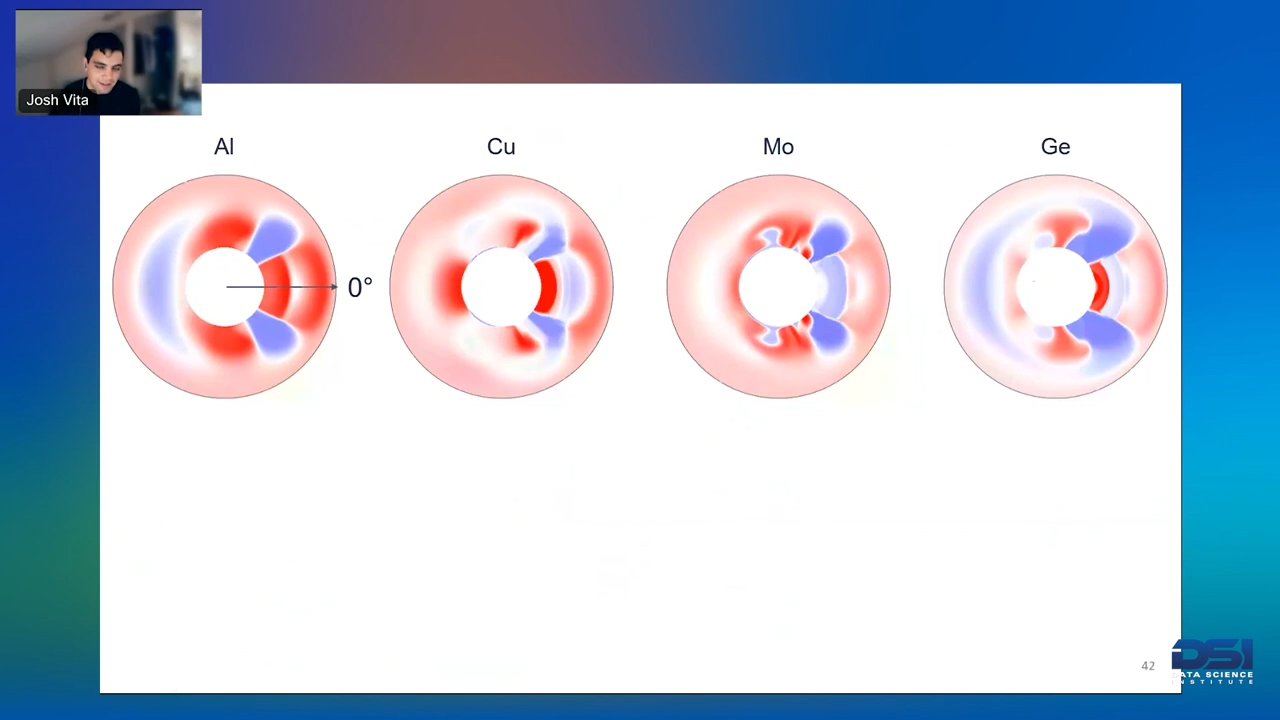 Josh Vita
Al
Cu
Mo
Ge
0°
42
DSI
DATA SCIENCE
INSTITUTE